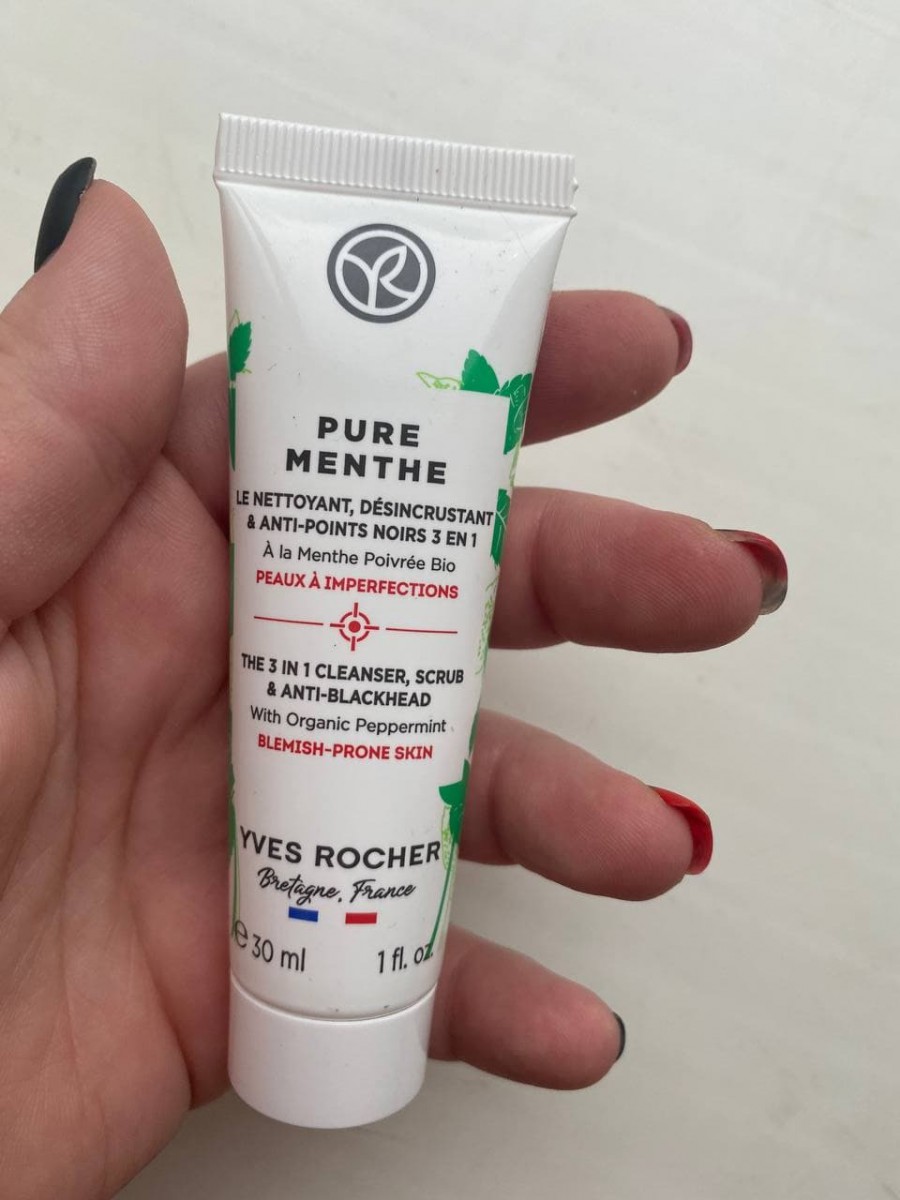 YR
PURE
MENTHE
LE NETTOYANT, DÉSINCRUSTANT
& ANTI-POINTS NOIRS 3 EN 1
À la Menthe Poivrée Bio
PEAUX À IMPERFECTIONS
THE 3 IN 1 CLEANSER, SCRUB
& ANTI-BLACKHEAD
With Organic Peppermint
BLEMISH-PRONE SKIN
YVES ROCHER
Bretagne, France
e 30 ml 1 fl. oz.